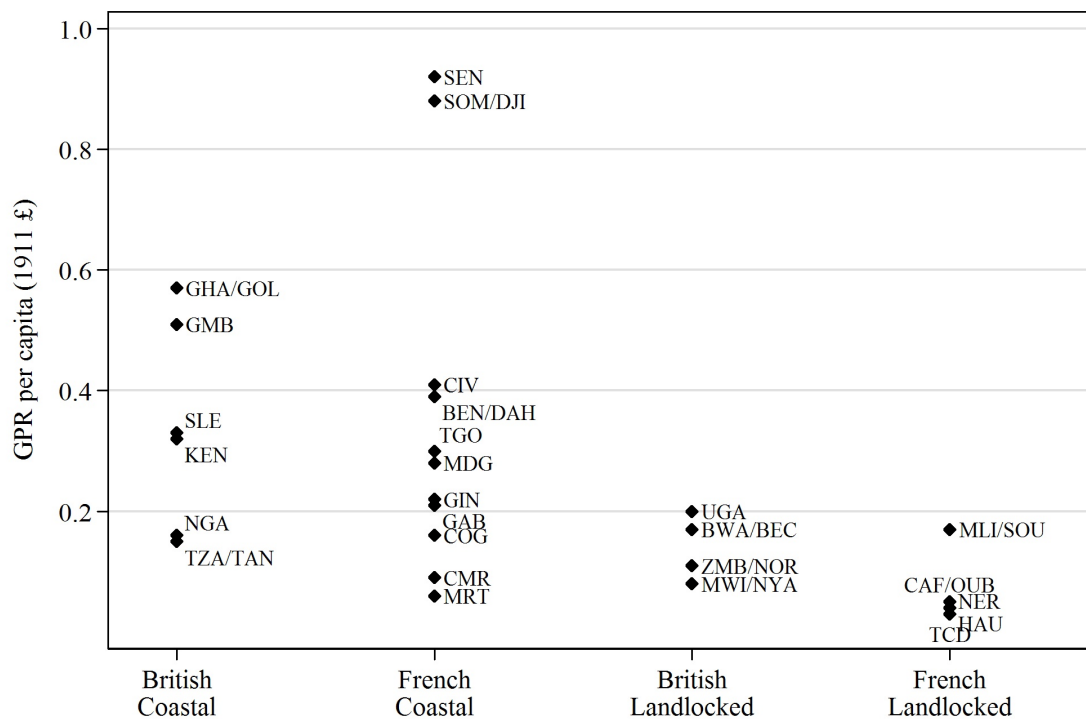 GPR per capita (1911 £)
1.0
0.8
0.6
0.4
0.2
SEN
SOM/DJI
GHA/GOL
GMB
CIV
BEN/DAH
SLE
TGO
KEN
MDG
GIN
UGA
NGA
GAB
BWA/BEC
MLI/SOU
COG
TZA/TAN
ZMB/NOR
CMR
MWI/NYA
CAF/OUB
MRT
NER
HAU
TCD
British
Coastal
French
Coastal
British
Landlocked
French
Landlocked